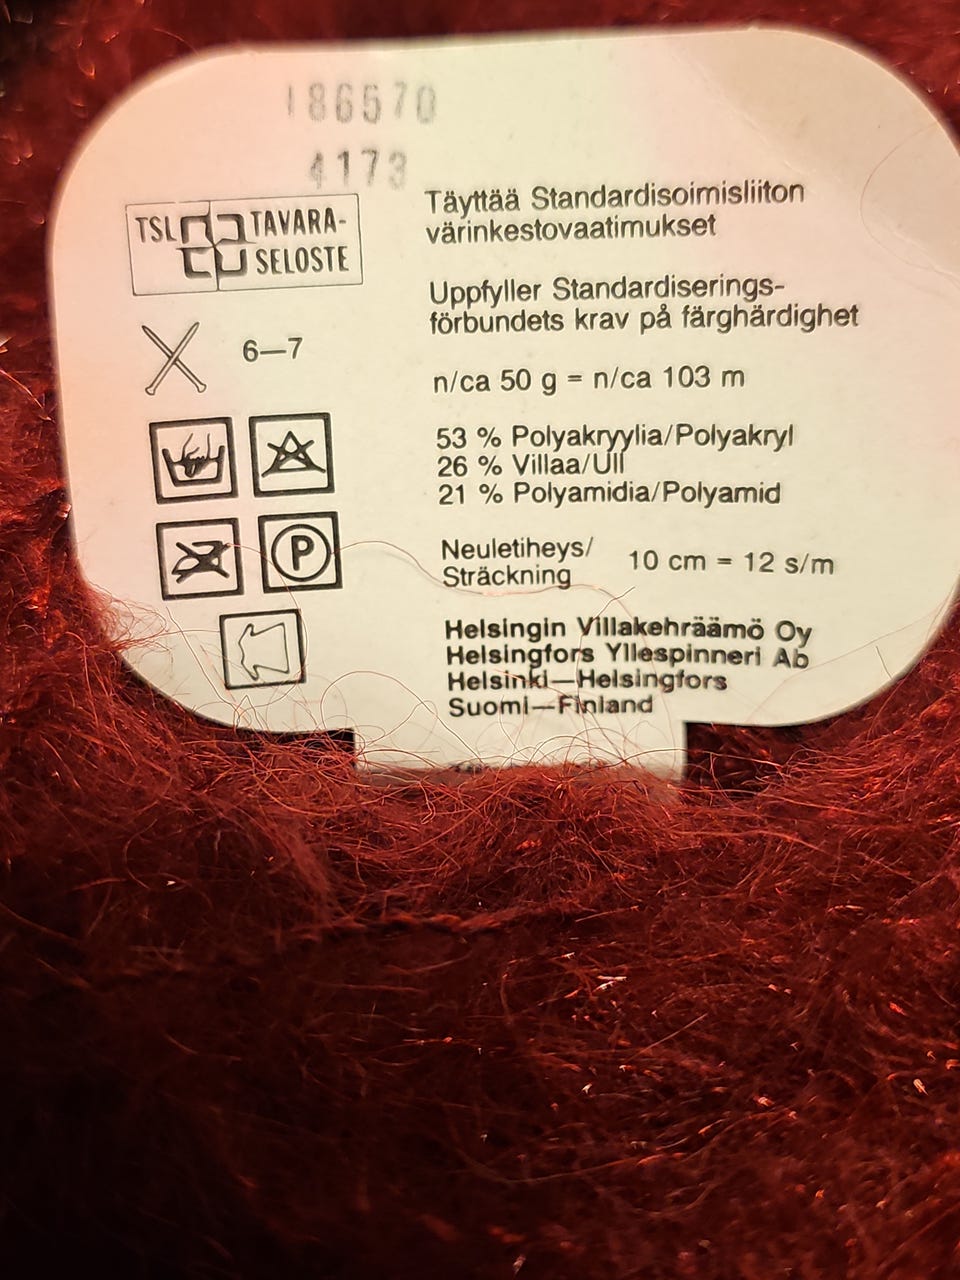 186570
4173
TSL TAVARA-
SELOSTE
6—7
P
Täyttää Standardisoimisliiton
värinkestovaatimukset
Uppfyller Standardiserings-
förbundets krav på färghärdighet
n/ca 50 g = n/ca 103 m
53 % Polyakryylia/Polyakryl
26 % Villaa/Ull
21 % Polyamidia/Polyamid
Neuletiheys/
Sträckning
10 cm = 12 s/m
Helsingin Villakehräämö Oy
Helsingfors Yllespinneri Ab
Helsinki—Helsingfors
Suomi—Finland